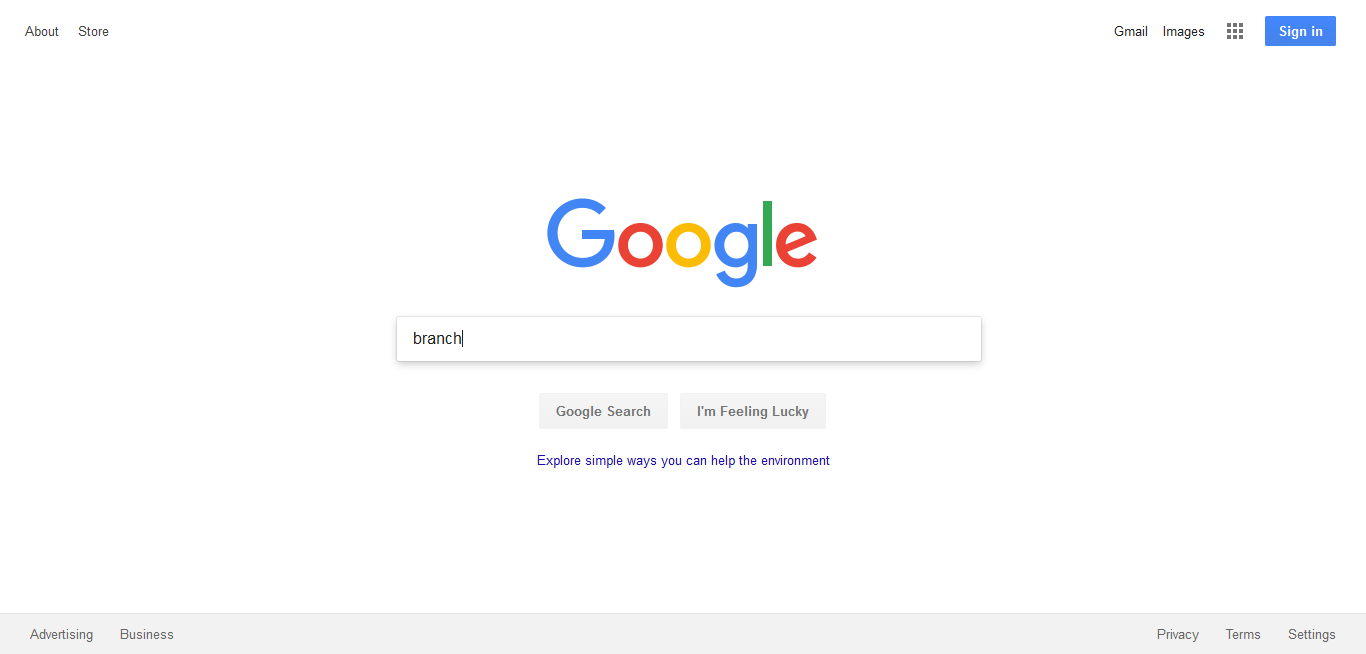 About Store
Gmail Images Sign in
Google
branch
Google Search I'm Feeling Lucky
Explore simple ways you can help the environment
Advertising Business
Privacy Terms Settings